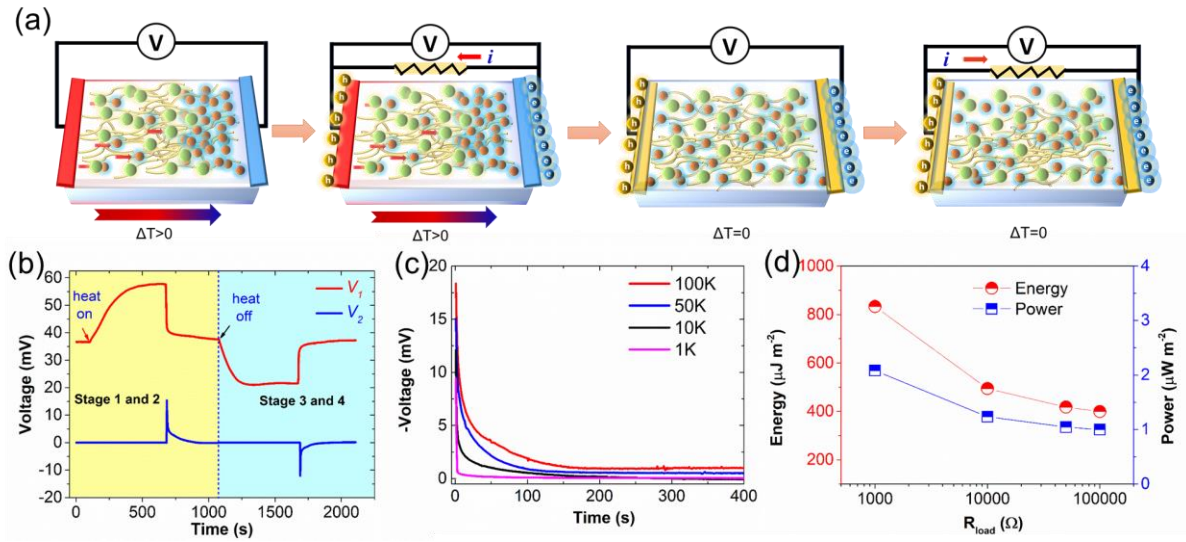 (a)
V
V
i
V
i
V
h h h h h h
e e e e e e
h h h h h h
e e e e e e
h h h h h h
e e e e e e
ΔT>0
ΔT>0
ΔT=0
ΔT=0
(b)
60
50
40
30
20
10
0
-10
-20
Voltage (mV)
heat on
heat off
V1
V2
Stage 1 and 2
Stage 3 and 4
0 500 1000 1500 2000
Time (s)
(c)
20
15
10
5
0
-Voltage (mV)
100K
50K
10K
1K
0 100 200 300 400
Time (s)
(d)
1000
800
600
400
200
Energy (μJ m-2)
Energy
Power
4
3
2
1
0
Power (μW m-2)
1000 10000 100000
Rload (Ω)